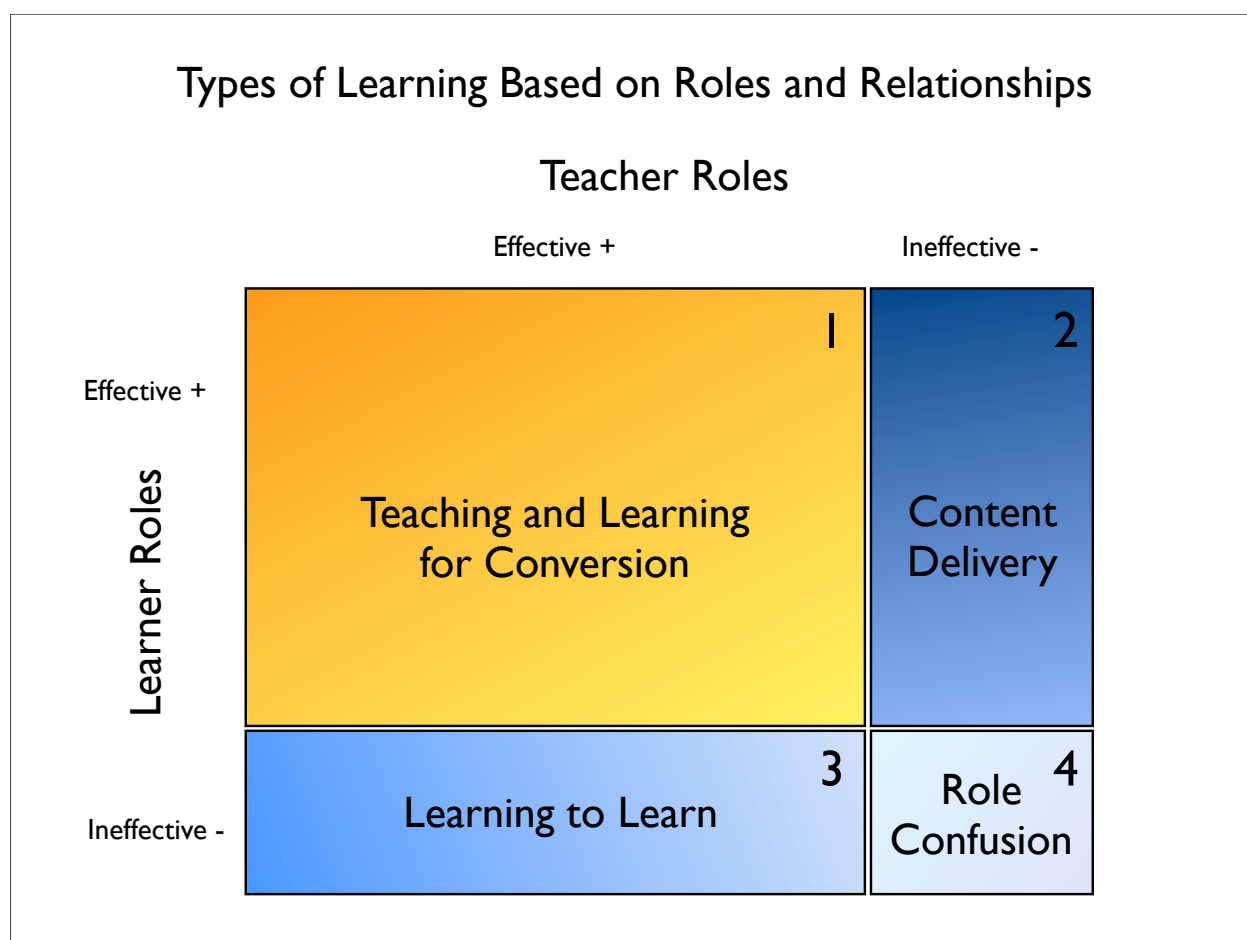 Types of Learning Based on Roles and Relationships
Teacher Roles
Effective +
Ineffective -
Learner Roles
Effective +
1
Teaching and Learning
for Conversion
2
Content
Delivery
Ineffective -
3
Learning to Learn
4
Role
Confusion